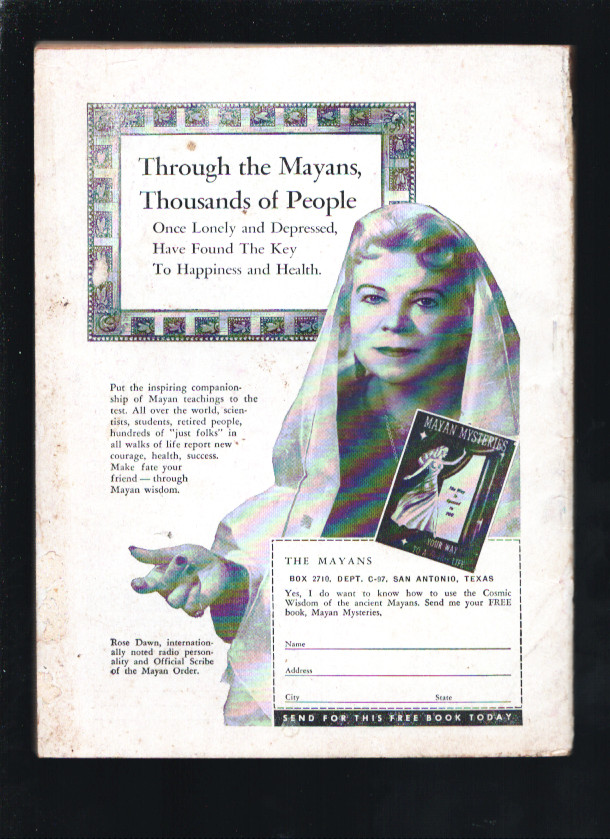 Through the Mayans,
Thousands of People
Once Lonely and Depressed,
Have Found The Key
To Happiness and Health.
Put the inspiring companion-
ship of Mayan teachings to the
test. All over the world, scien-
tists, students, retired people,
hundreds of "just folks" in
all walks of life report new
courage, health, success.
Make fate your
friend — through
Mayan wisdom.
MAYAN MYSTERIES
YOUR WAY
TO A LIFE
Rose Dawn, internation-
ally noted radio person-
ality and Official Scribe
of the Mayan Order.
THE MAYANS
BOX 2710, DEPT. C-97, SAN ANTONIO, TEXAS
Yes, I do want to know how to use the Cosmic
Wisdom of the ancient Mayans. Send me your FREE
book, Mayan Mysteries.
Name
Address
City State
SEND FOR THIS FREE BOOK TODAY